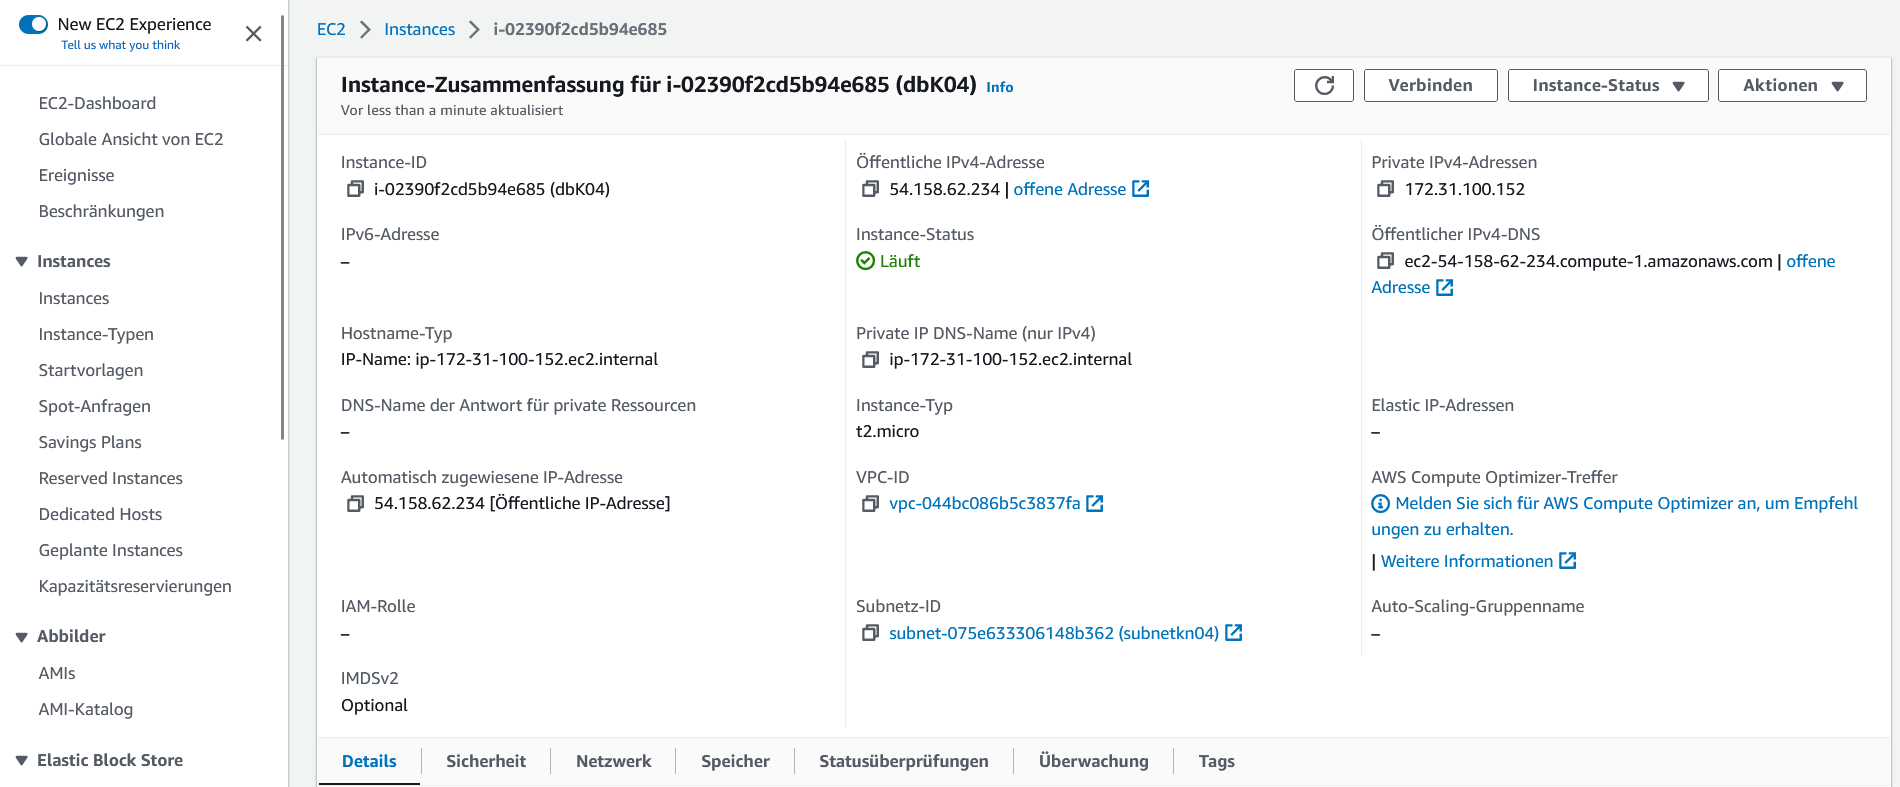 New EC2 Experience
Tell us what you think
EC2-Dashboard
Globale Ansicht von EC2
Ereignisse
Beschränkungen
Instances
Instances
Instance-Typen
Startvorlagen
Spot-Anfragen
Savings Plans
Reserved Instances
Dedicated Hosts
Geplante Instances
Kapazitätsreservierungen
Abbilder
AMIs
AMI-Katalog
Elastic Block Store
EC2 > Instances > i-02390f2cd5b94e685
Instance-Zusammenfassung für i-02390f2cd5b94e685 (dbK04) Info
Vor less than a minute aktualisiert
Verbinden
Instance-Status
Aktionen
Instance-ID
i-02390f2cd5b94e685 (dbK04)
Öffentliche IPv4-Adresse
54.158.62.234 | offene Adresse
Private IPv4-Adressen
172.31.100.152
IPv6-Adresse
–
Instance-Status
Läuft
Öffentlicher IPv4-DNS
ec2-54-158-62-234.compute-1.amazonaws.com | offene
Adresse
Hostname-Typ
IP-Name: ip-172-31-100-152.ec2.internal
Private IP DNS-Name (nur IPv4)
ip-172-31-100-152.ec2.internal
DNS-Name der Antwort für private Ressourcen
–
Instance-Typ
t2.micro
Elastic IP-Adressen
–
Automatisch zugewiesene IP-Adresse
54.158.62.234 [Öffentliche IP-Adresse]
VPC-ID
vpc-044bc086b5c3837fa
AWS Compute Optimizer-Treffer
Melden Sie sich für AWS Compute Optimizer an, um Empfehl
ungen zu erhalten.
| Weitere Informationen
IAM-Rolle
–
Subnetz-ID
subnet-075e633306148b362 (subnetkn04)
Auto-Scaling-Gruppenname
–
IMDSv2
Optional
Details
Sicherheit
Netzwerk
Speicher
Statusüberprüfungen
Überwachung
Tags